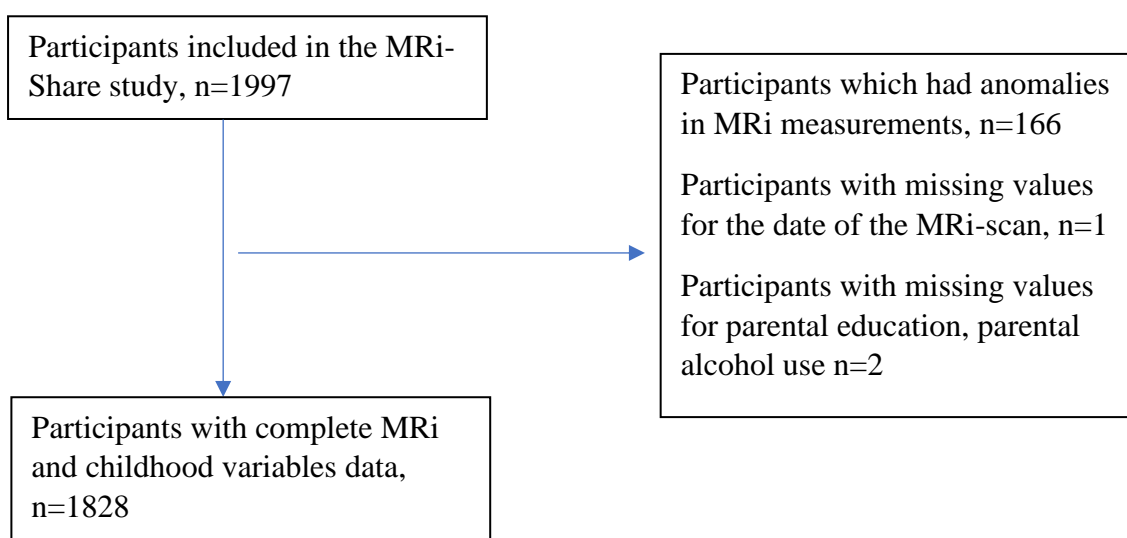 Participants included in the MRi-
Share study, n=1997
Participants which had anomalies
in MRi measurements, n=166
Participants with missing values
for the date of the MRi-scan, n=1
Participants with missing values
for parental education, parental
alcohol use n=2
Participants with complete MRi
and childhood variables data,
n=1828